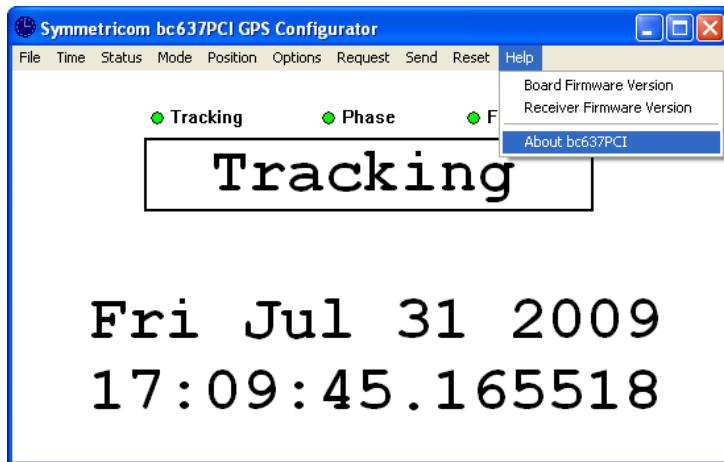 Symmetricom bc637PCI GPS Configurator
File Time Status Mode Position Options Request Send Reset Help
Board Firmware Version
Receiver Firmware Version
About bc637PCI
Tracking Phase F
Tracking
Fri Jul 31 2009
17:09:45.165518